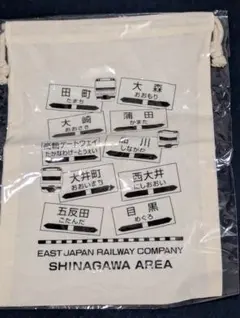 田町
たまち
大
おおもり
大崎
おおさき
蒲田
かまた
高輪ゲートウェイ
たかなわげーとうぇい
品川
しながわ
大井町
おおいまち
西大井
にしおおい
五反田
ごたんだ
目黒
めぐろ
EAST JAPAN RAILWAY COMPANY
SHINAGAWA AREA